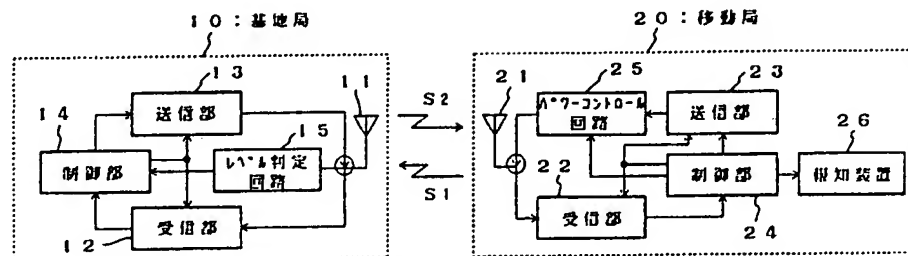 10：基地局
20：移動局
13
11
14
15
12
送信部
制御部
レベル判定
回路
受信部
S2
S1
21
25
23
26
22
24
パワーコントロール
回路
送信部
制御部
報知装置
受信部